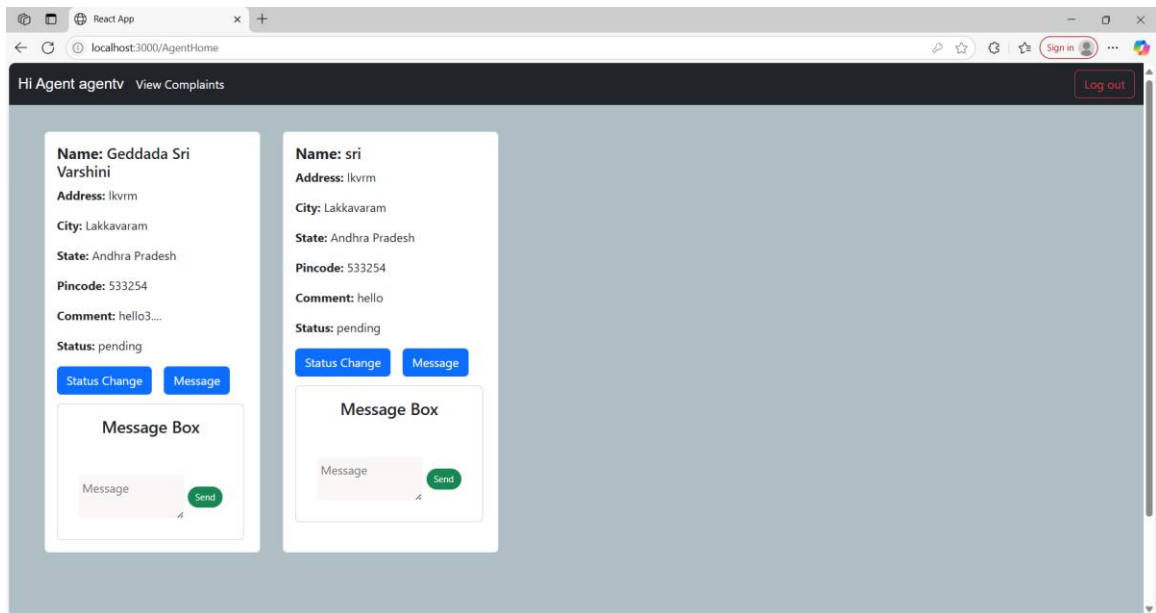 React App
localhost:3000/AgentHome
Sign in
Hi Agent agentv View Complaints
Log out
Name: Geddada Sri
Varshini
Address: lkvrm
City: Lakkavaram
State: Andhra Pradesh
Pincode: 533254
Comment: hello3....
Status: pending
Status Change Message
Message Box
Message
Send
Name: sri
Address: lkvrm
City: Lakkavaram
State: Andhra Pradesh
Pincode: 533254
Comment: hello
Status: pending
Status Change Message
Message Box
Message
Send